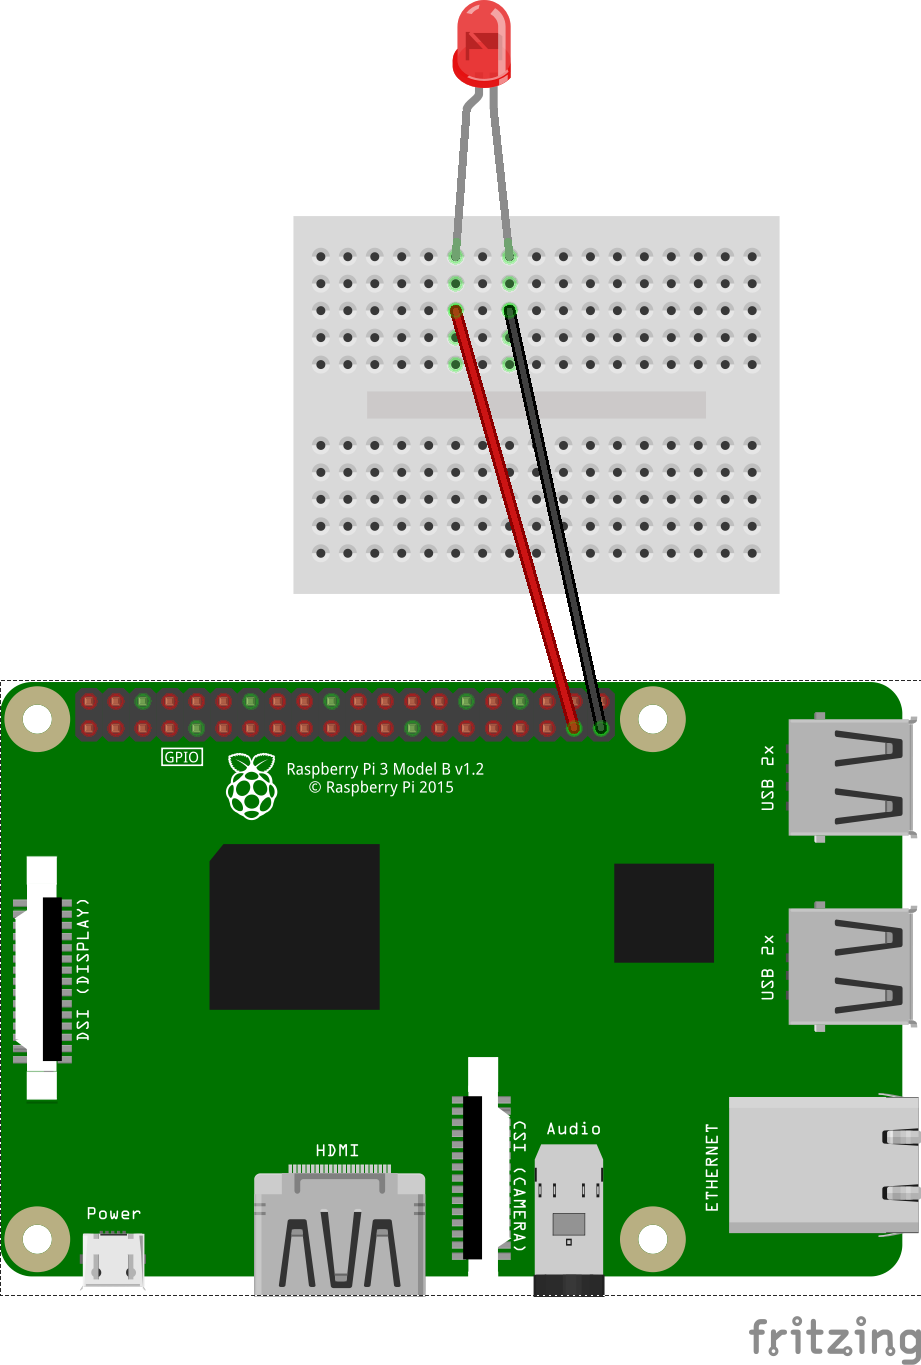 GPIO
Raspberry Pi 3 Model B v1.2
© Raspberry Pi 2015
USB 2x
DSI (DISPLAY)
USB 2x
CSI (CAMERA)
Audio
ETHERNET
HDMI
Power
fritzing